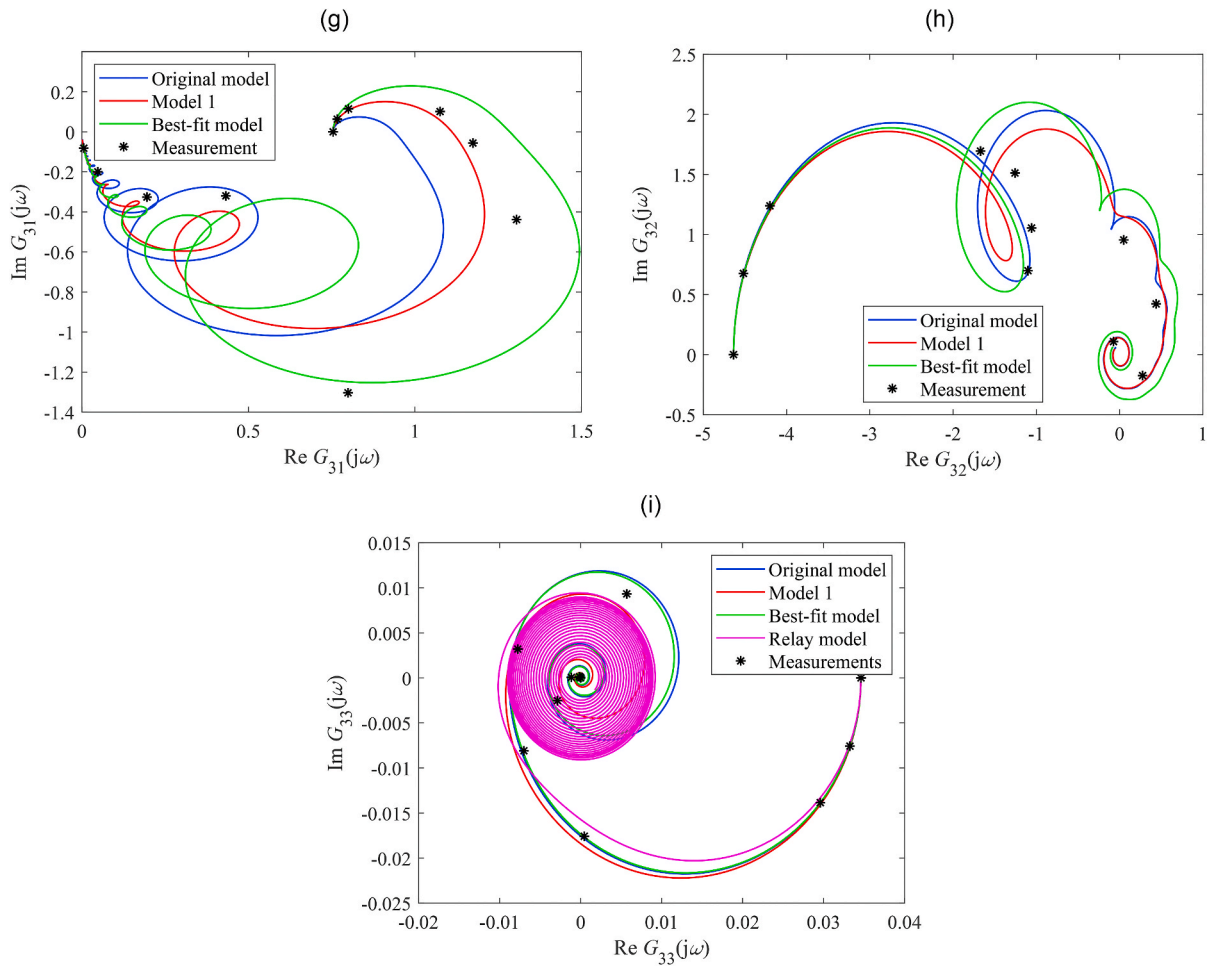 (g)
Original model
Model 1
Best-fit model
Measurement
0.2
0
-0.2
-0.4
-0.6
-0.8
-1
-1.2
-1.4
0
0.5
1
1.5
Im G31(jω)
Re G31(jω)
(h)
2.5
2
1.5
1
0.5
0
-0.5
-5
-4
-3
-2
-1
0
1
Original model
Model 1
Best-fit model
Measurement
Im G32(jω)
Re G32(jω)
(i)
0.015
0.01
0.005
0
-0.005
-0.01
-0.015
-0.02
-0.025
-0.02
-0.01
0
0.01
0.02
0.03
0.04
Original model
Model 1
Best-fit model
Relay model
Measurements
Im G33(jω)
Re G33(jω)